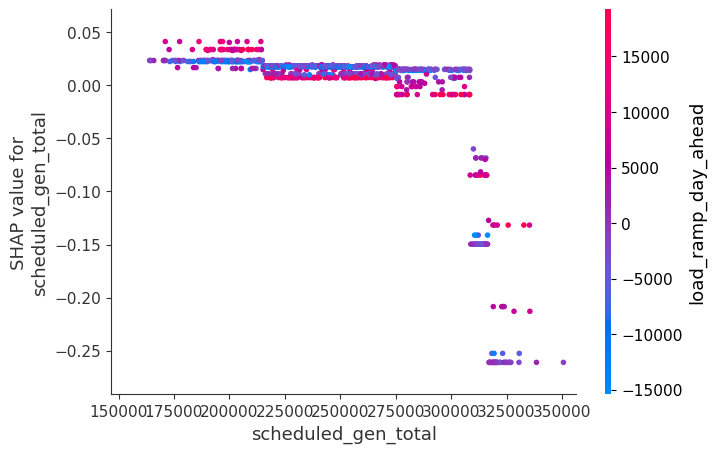 0.05
0.00
−0.05
−0.10
−0.15
−0.20
−0.25
SHAP value for
scheduled_gen_total
150000 175000 200000 225000 250000 275000 300000 325000 350000
scheduled_gen_total
15000
10000
5000
0
−5000
−10000
−15000
load_ramp_day_ahead